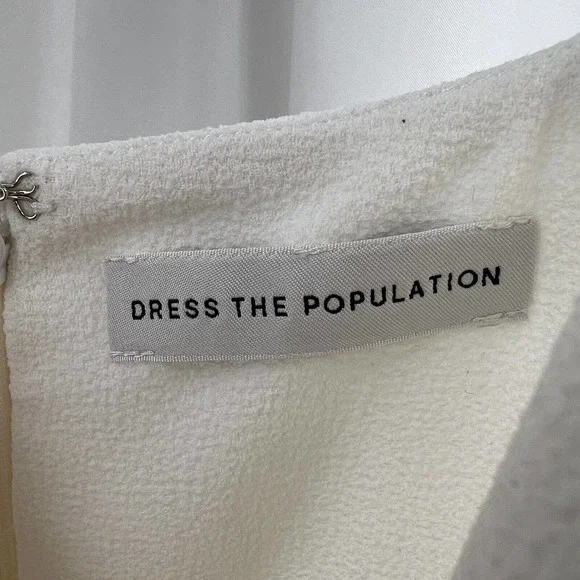 DRESS THE POPULATION